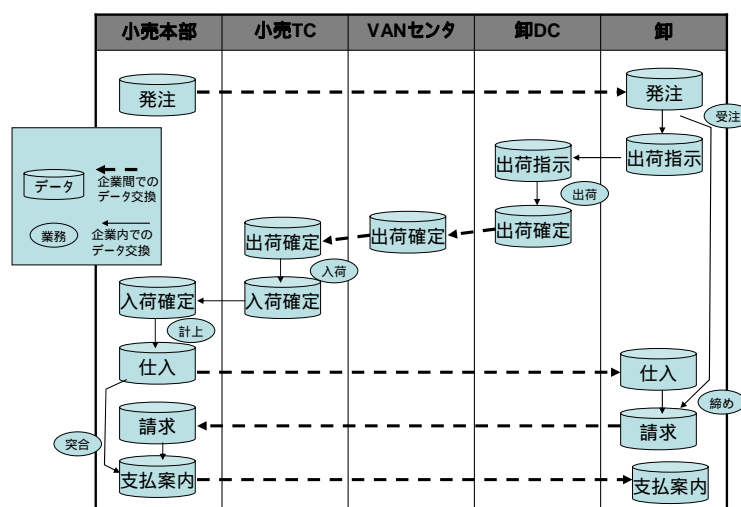 小売本部 小売TC VANセンタ 卸DC 卸
発注 発注
受注
データ
企業間での
データ交換
業務
企業内での
データ交換
出荷指示 出荷指示
出荷
出荷確定 出荷確定 出荷確定
入荷
入荷確定 入荷確定
計上
仕入 仕入
締め
請求 請求
突合
支払案内 支払案内